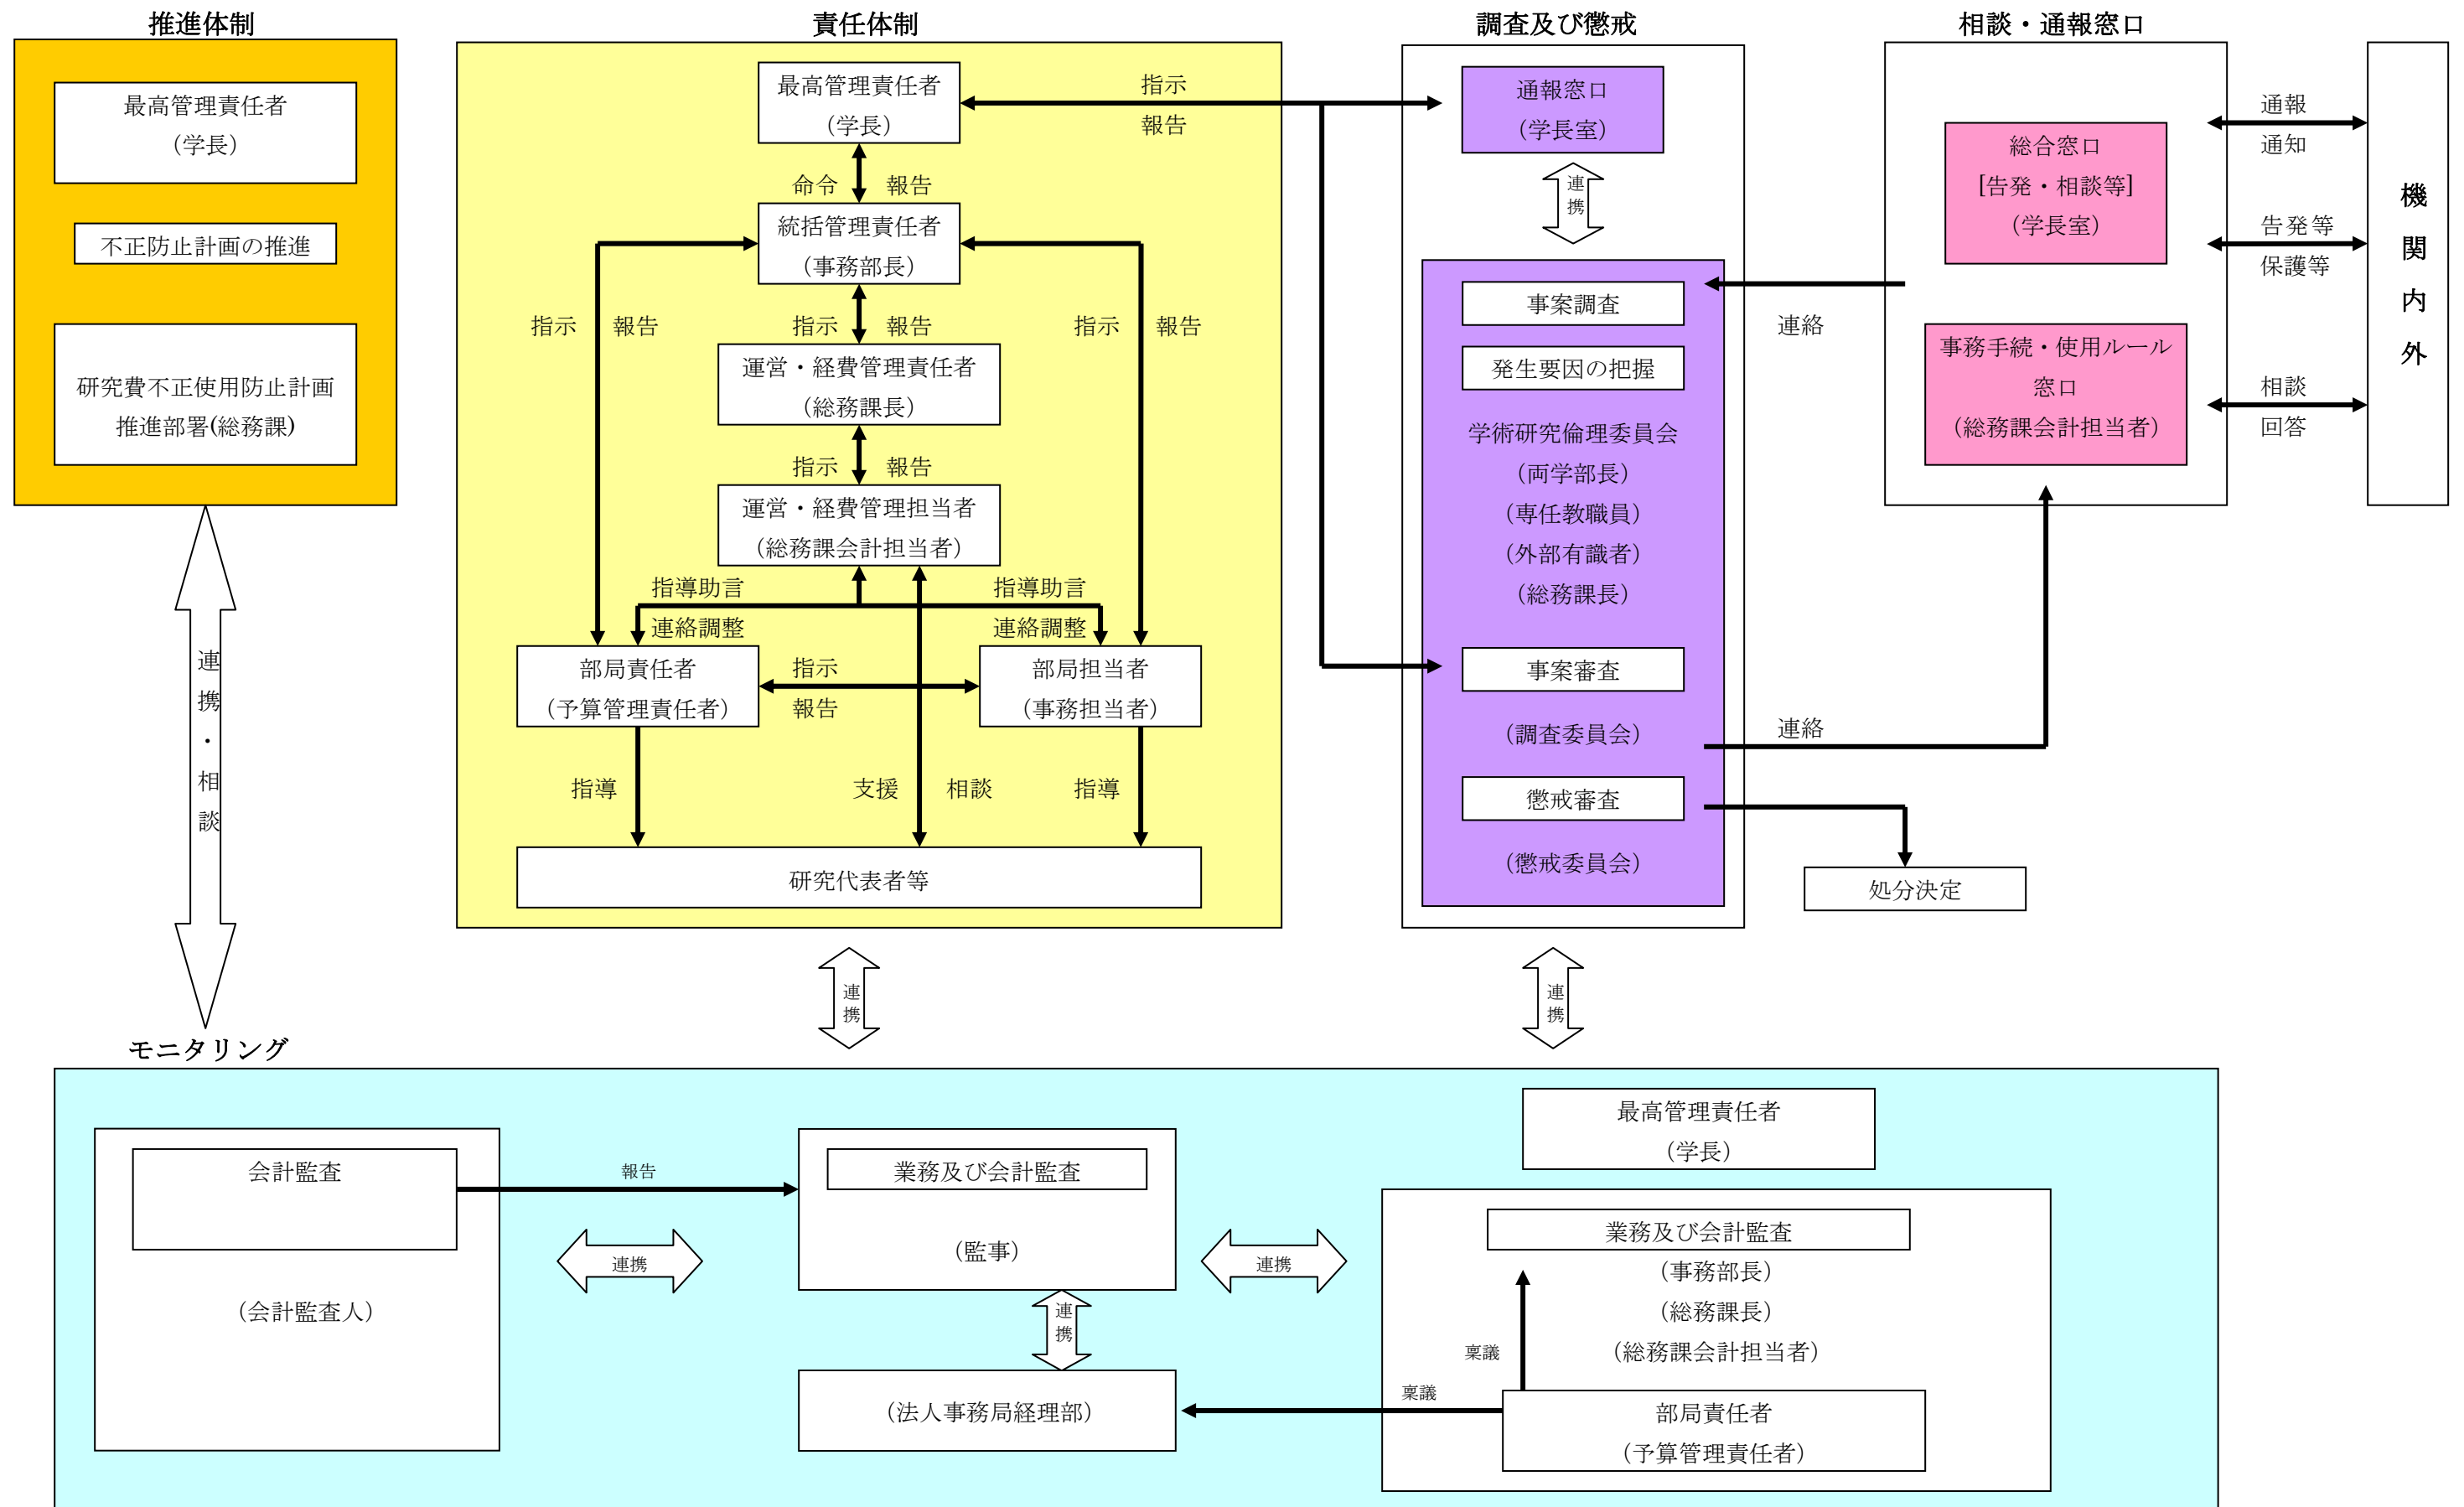 推進体制
最高管理責任者
（学長）
不正防止計画の推進
研究費不正使用防止計画
推進部署(総務課)
連携・相談
責任体制
最高管理責任者
（学長）
指示
報告
命令
報告
統括管理責任者
（事務部長）
指示
報告
指示
報告
指示
報告
運営・経費管理責任者
（総務課長）
指示
報告
運営・経費管理担当者
（総務課会計担当者）
指導助言
指導助言
連絡調整
連絡調整
部局責任者
（予算管理責任者）
指示
報告
部局担当者
（事務担当者）
指導
支援
相談
指導
研究代表者等
連携
調査及び懲戒
通報窓口
（学長室）
連携
事案調査
発生要因の把握
学術研究倫理委員会
（両学部長）
（専任教職員）
（外部有識者）
（総務課長）
事案審査
（調査委員会）
懲戒審査
（懲戒委員会）
連携
連絡
連絡
処分決定
相談・通報窓口
総合窓口
[告発・相談等]
（学長室）
事務手続・使用ルール
窓口
（総務課会計担当者）
通報
通知
告発等
保護等
相談
回答
機関内外
モニタリング
会計監査
（会計監査人）
報告
連携
業務及び会計監査
（監事）
連携
連携
（法人事務局経理部）
最高管理責任者
（学長）
業務及び会計監査
（事務部長）
（総務課長）
（総務課会計担当者）
稟議
稟議
部局責任者
（予算管理責任者）